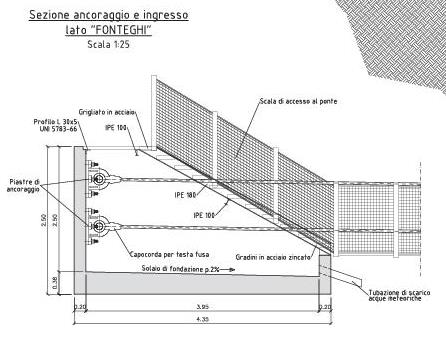 Sezione ancoraggio e ingresso
lato "FONTEGHI"
Scala 1:25
Grigliato in acciaio
Profilo L 30x5
UNI 5783-66
IPE 100
Scala di accesso al ponte
Piastre di
ancoraggio
IPE 180
IPE 100
2.50
2.50
Capocorda per testa fusa
Gradini in acciaio zincato
Solaio di fondazione p.2%
0.38
Tubazione di scarico
acque meteoriche
0.20
3.95
0.20
4.35